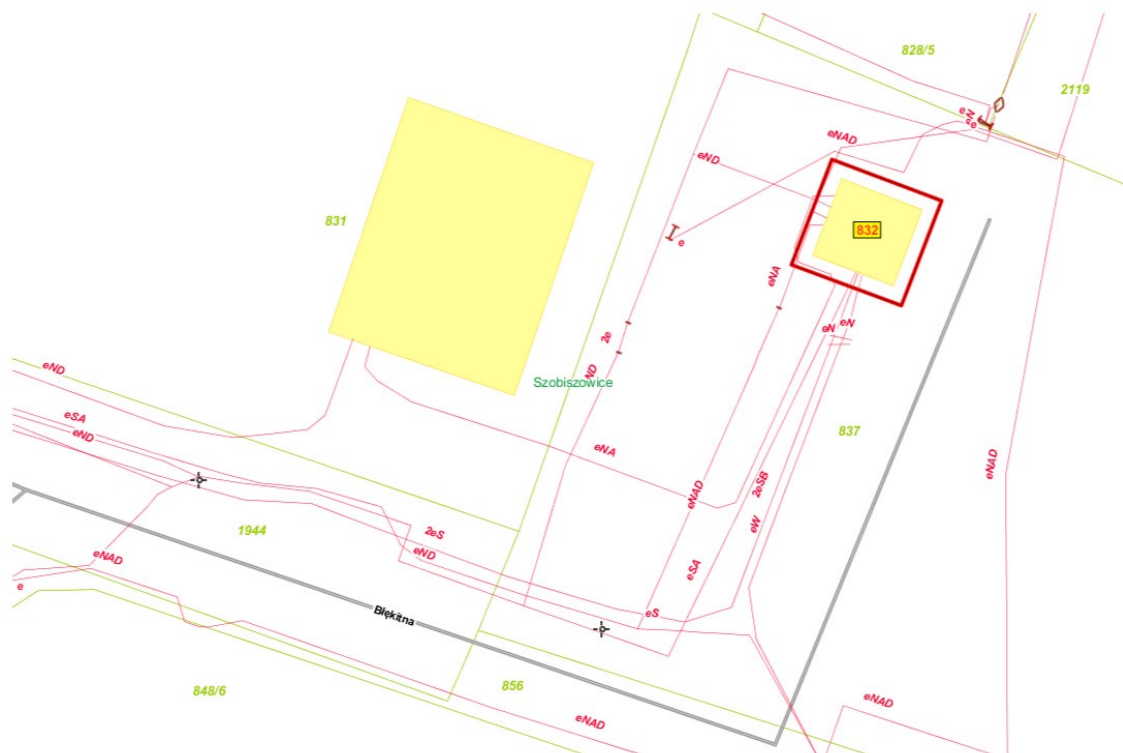 828/5
2119
eN
eNAD
eND
831
832
e
eNA
2e
eN
eN
ND
Szobiszowice
eND
eSA
eND
837
eNA
eNAD
2eSB
eNAD
eW
1944
2eS
eND
eNAD
eSA
e
eS
Błękitna
848/6
856
eNAD
eNAD